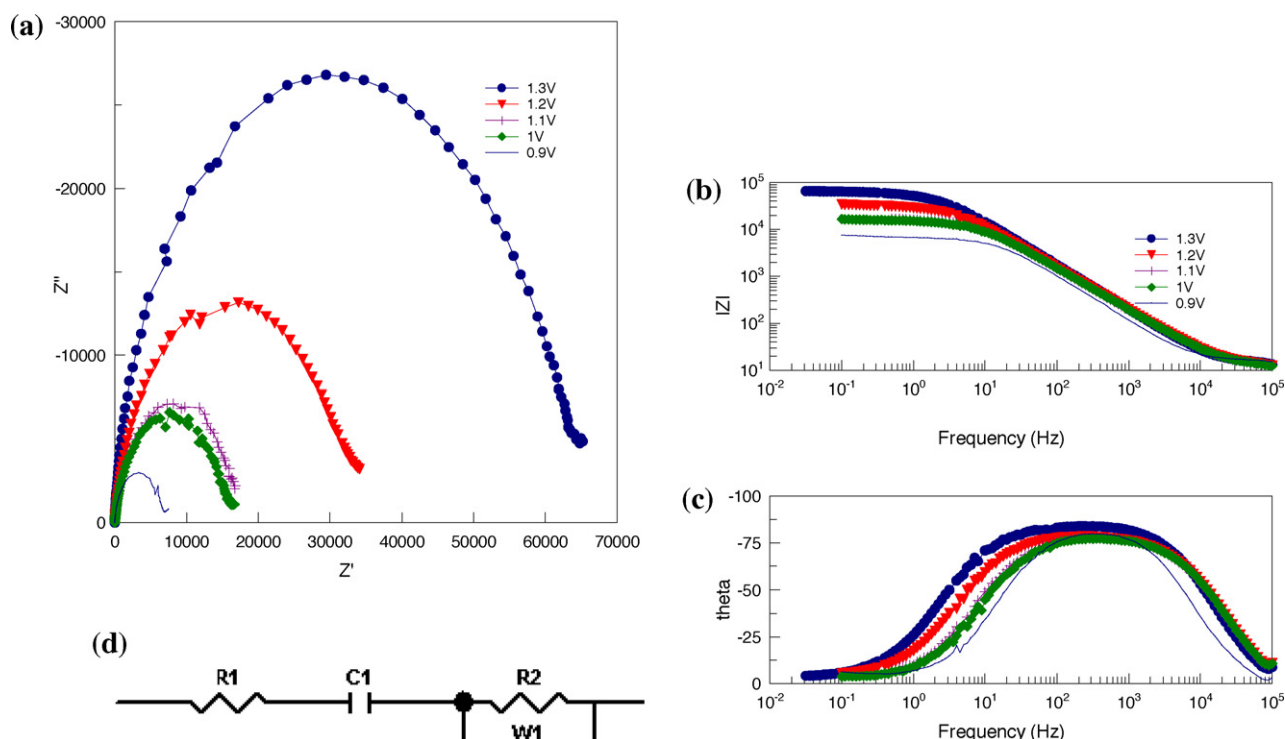 (a)
-30000
-20000
-10000
0
Z''
0 10000 20000 30000 40000 50000 60000 70000
Z'
1.3V
1.2V
1.1V
1V
0.9V
(b)
10^5
10^4
10^3
10^2
10^1
|Z|
10^-2 10^-1 10^0 10^1 10^2 10^3 10^4 10^5
Frequency (Hz)
1.3V
1.2V
1.1V
1V
0.9V
(c)
-100
-75
-50
-25
0
theta
10^-2 10^-1 10^0 10^1 10^2 10^3 10^4 10^5
Frequency (Hz)
(d)
R1 C1 R2
W1